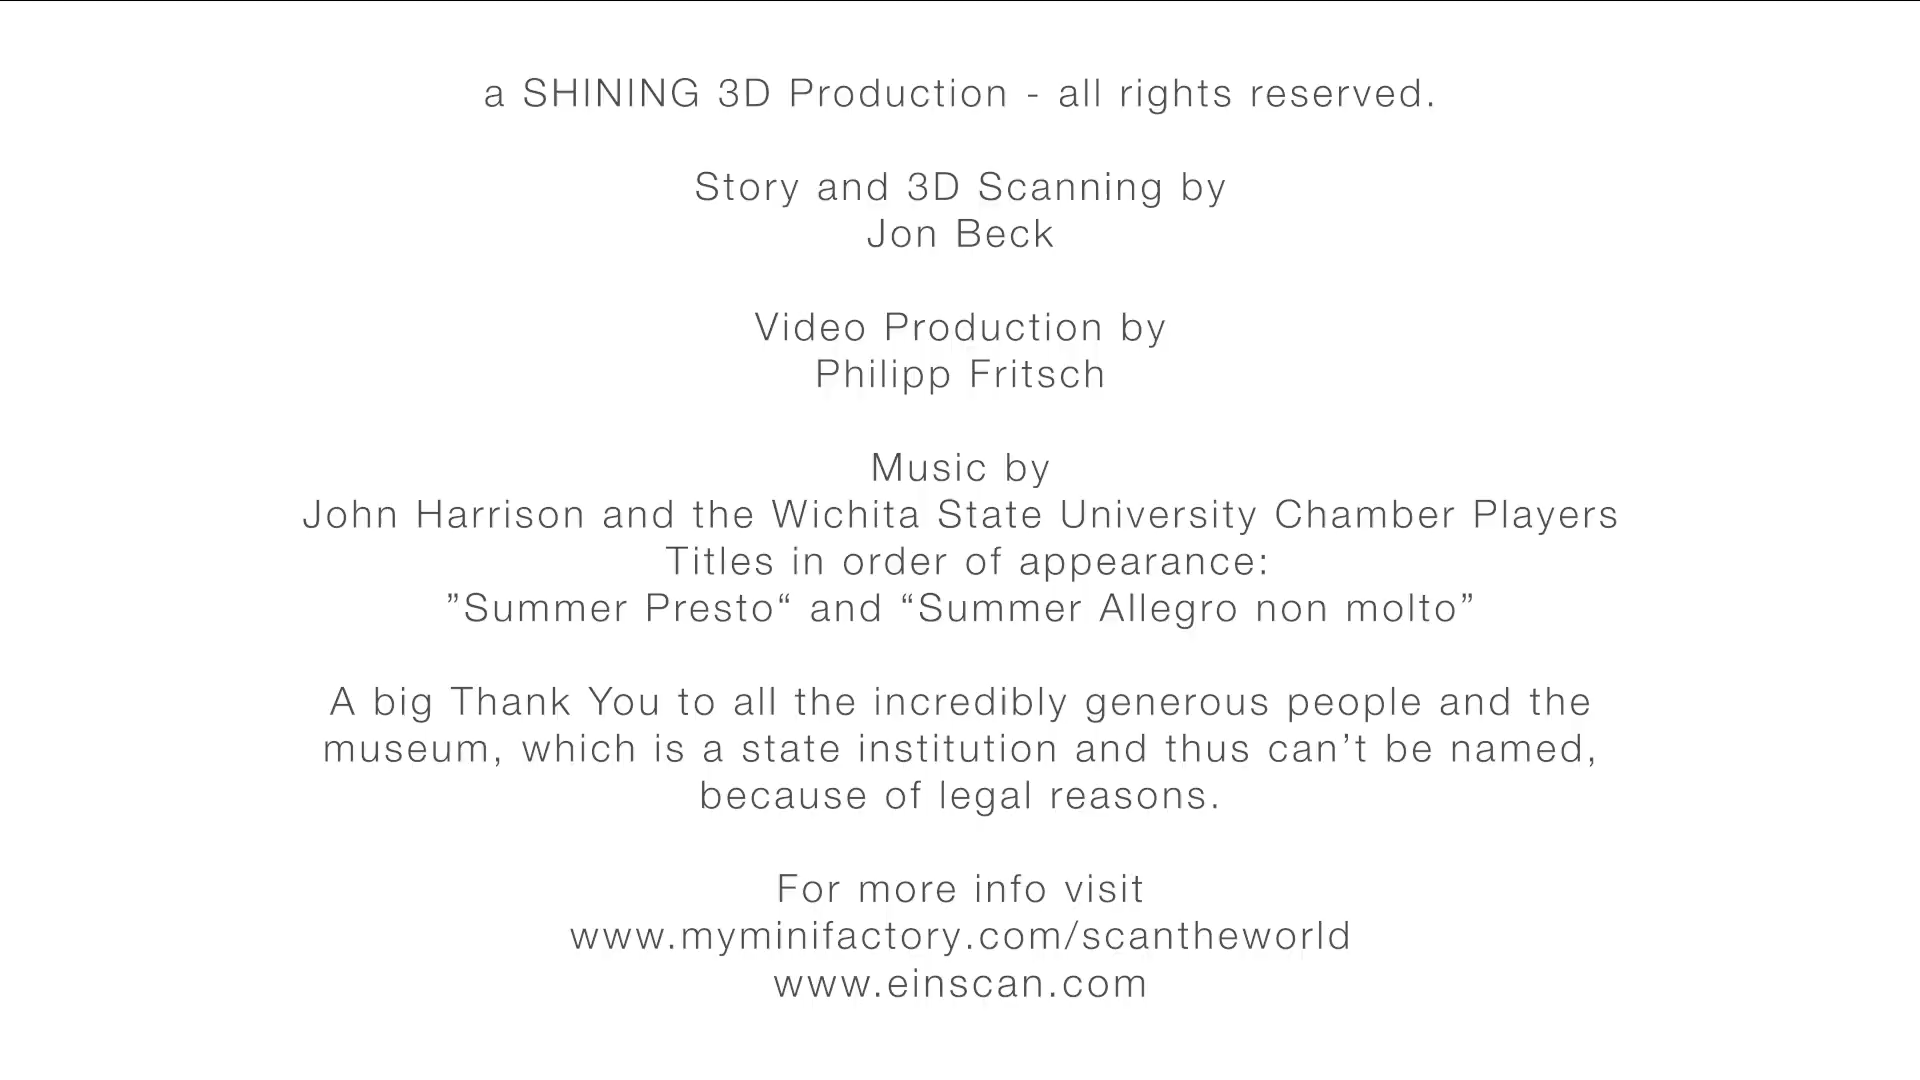 a SHINING 3D Production - all rights reserved.
Story and 3D Scanning by
Jon Beck
Video Production by
Philipp Fritsch
Music by
John Harrison and the Wichita State University Chamber Players
Titles in order of appearance:
”Summer Presto“ and “Summer Allegro non molto”
A big Thank You to all the incredibly generous people and the
museum, which is a state institution and thus can’t be named,
because of legal reasons.
For more info visit
www.myminifactory.com/scantheworld
www.einscan.com